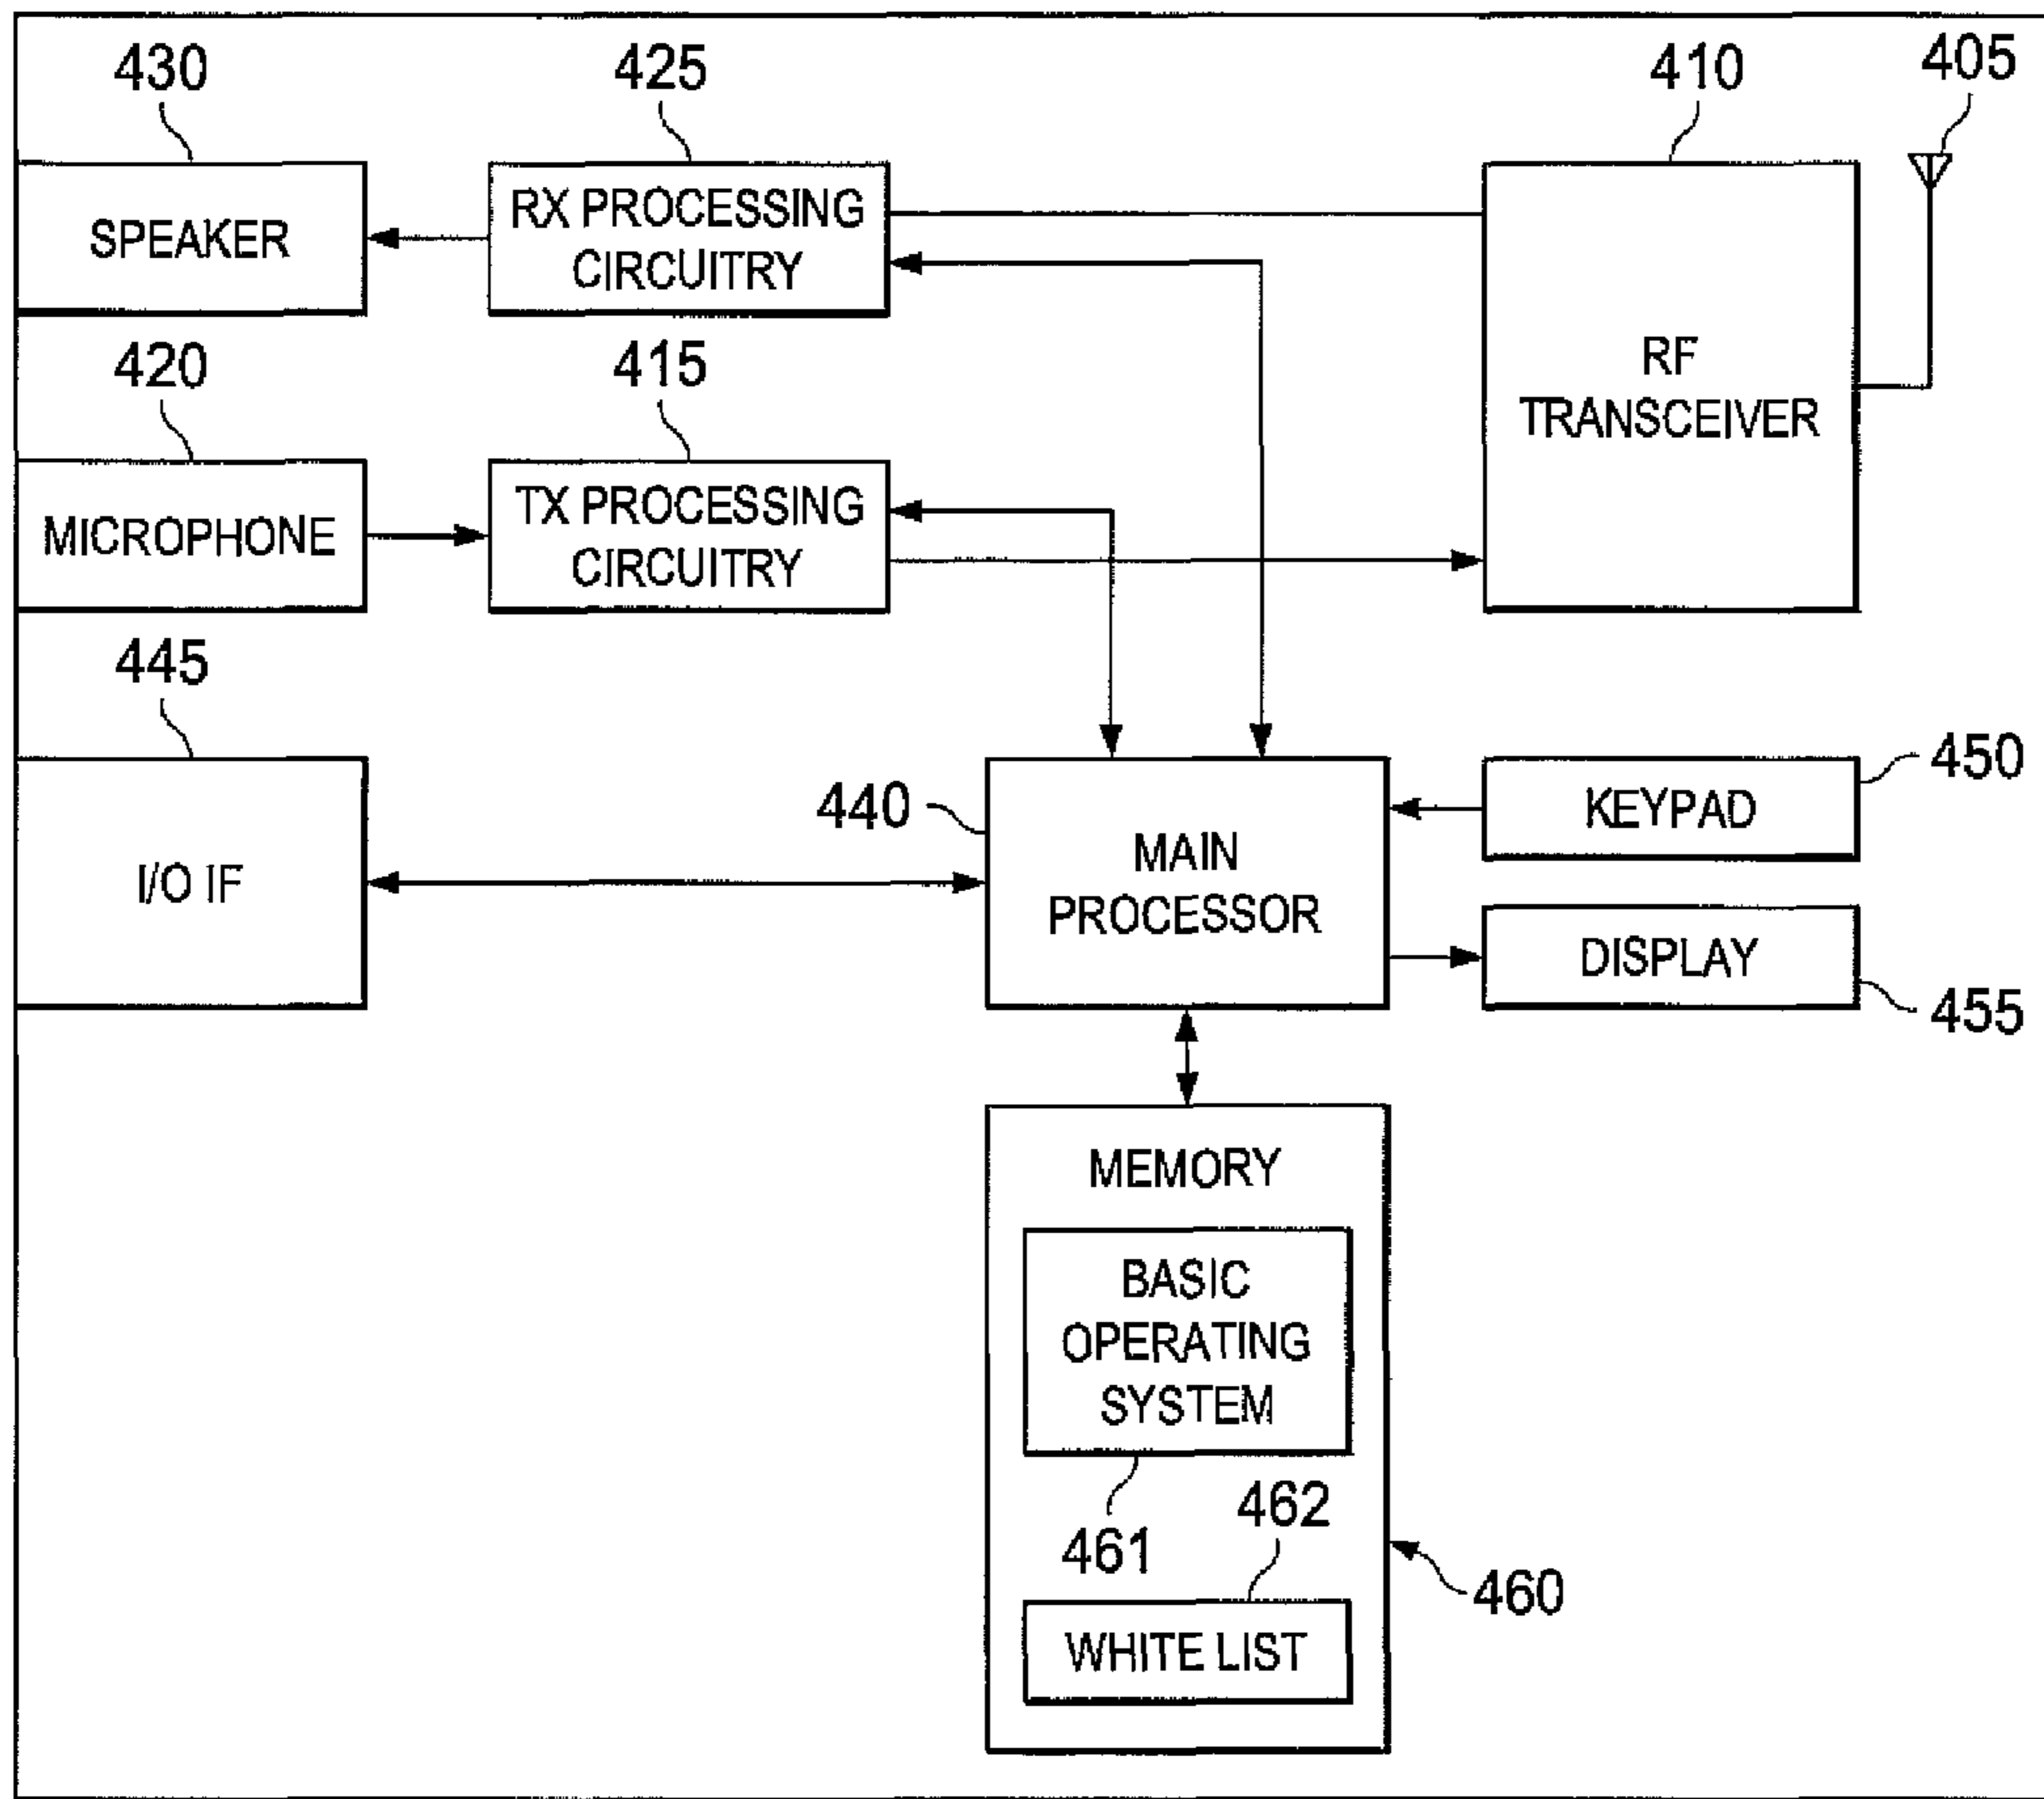 430
425
410
405
SPEAKER
RX PROCESSING
CIRCUITRY
RF
TRANSCEIVER
420
415
MICROPHONE
TX PROCESSING
CIRCUITRY
445
440
450
I/O IF
MAIN
PROCESSOR
KEYPAD
DISPLAY
455
MEMORY
BASIC
OPERATING
SYSTEM
461
462
460
WHITE LIST